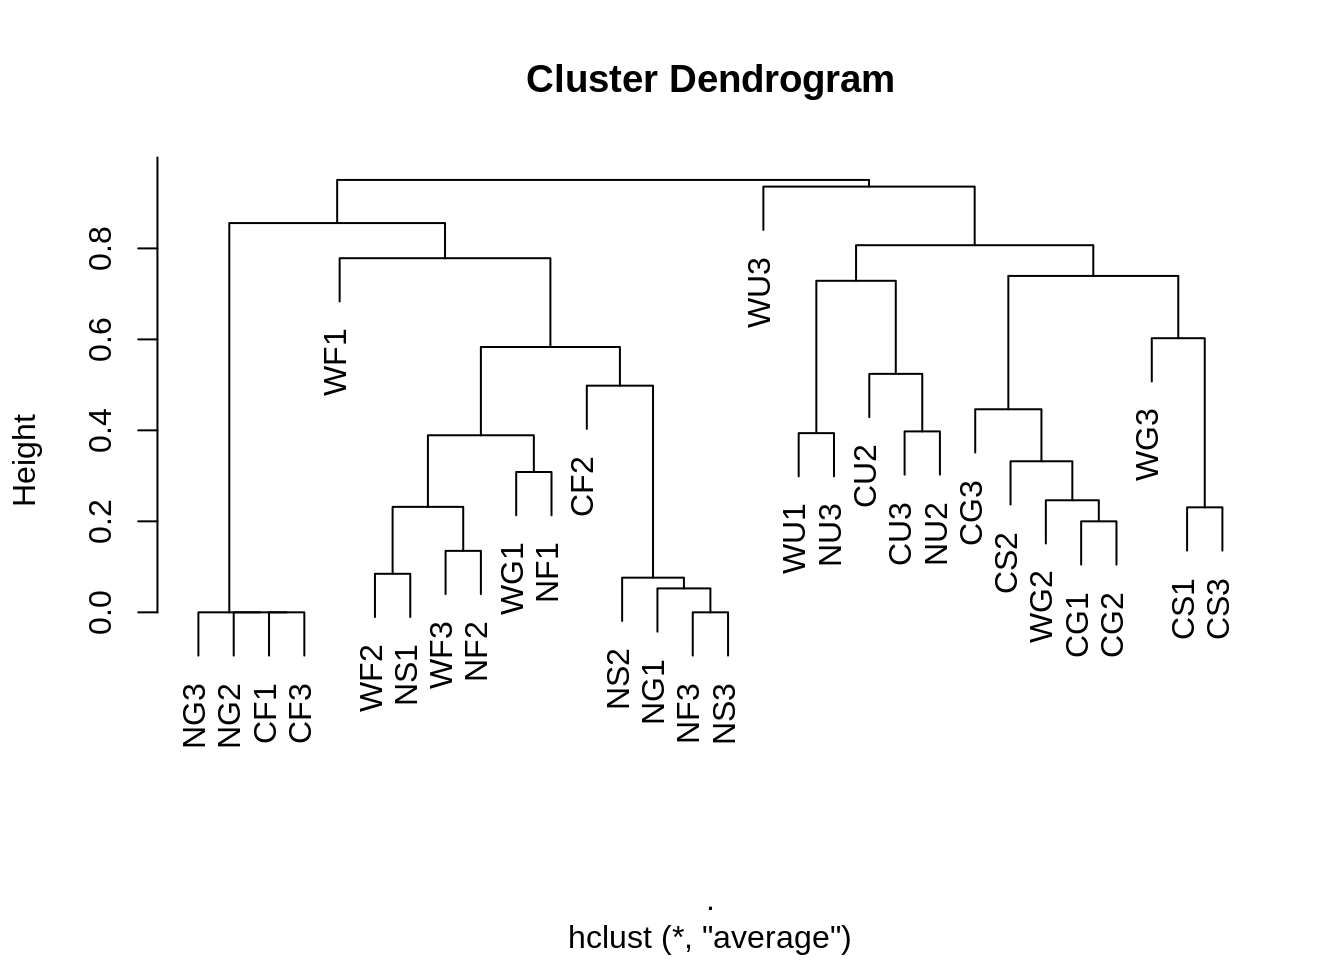 Cluster Dendrogram
Height
0.8
0.6
0.4
0.2
0.0
NG3
NG2
CF1
CF3
WF1
WF2
NS1
WF3
NF2
WG1
NF1
CF2
NS2
NG1
NF3
NS3
WU3
WU1
NU3
CU2
CU3
NU2
CG3
CS2
WG2
CG1
CG2
WG3
CS1
CS3
.
hclust (*, "average")